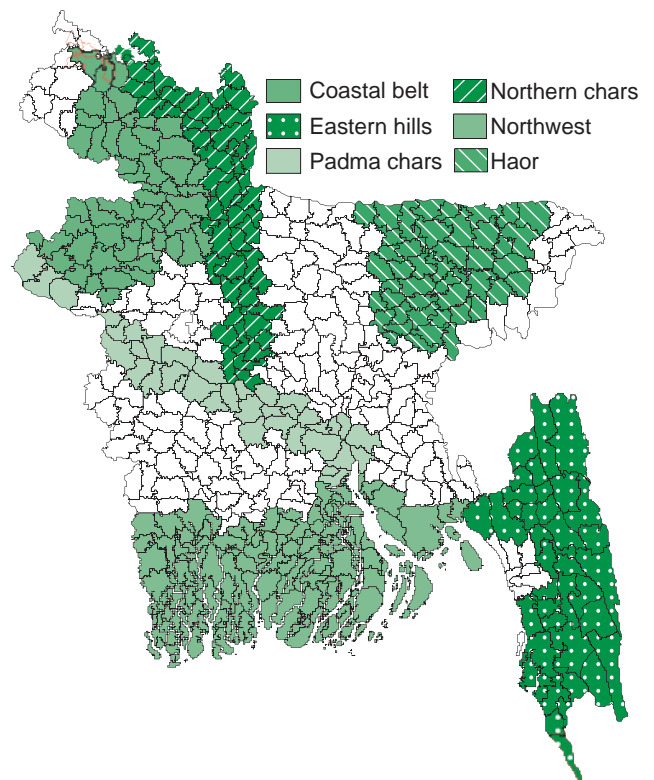 Coastal belt
Northern chars
Eastern hills
Northwest
Padma chars
Haor